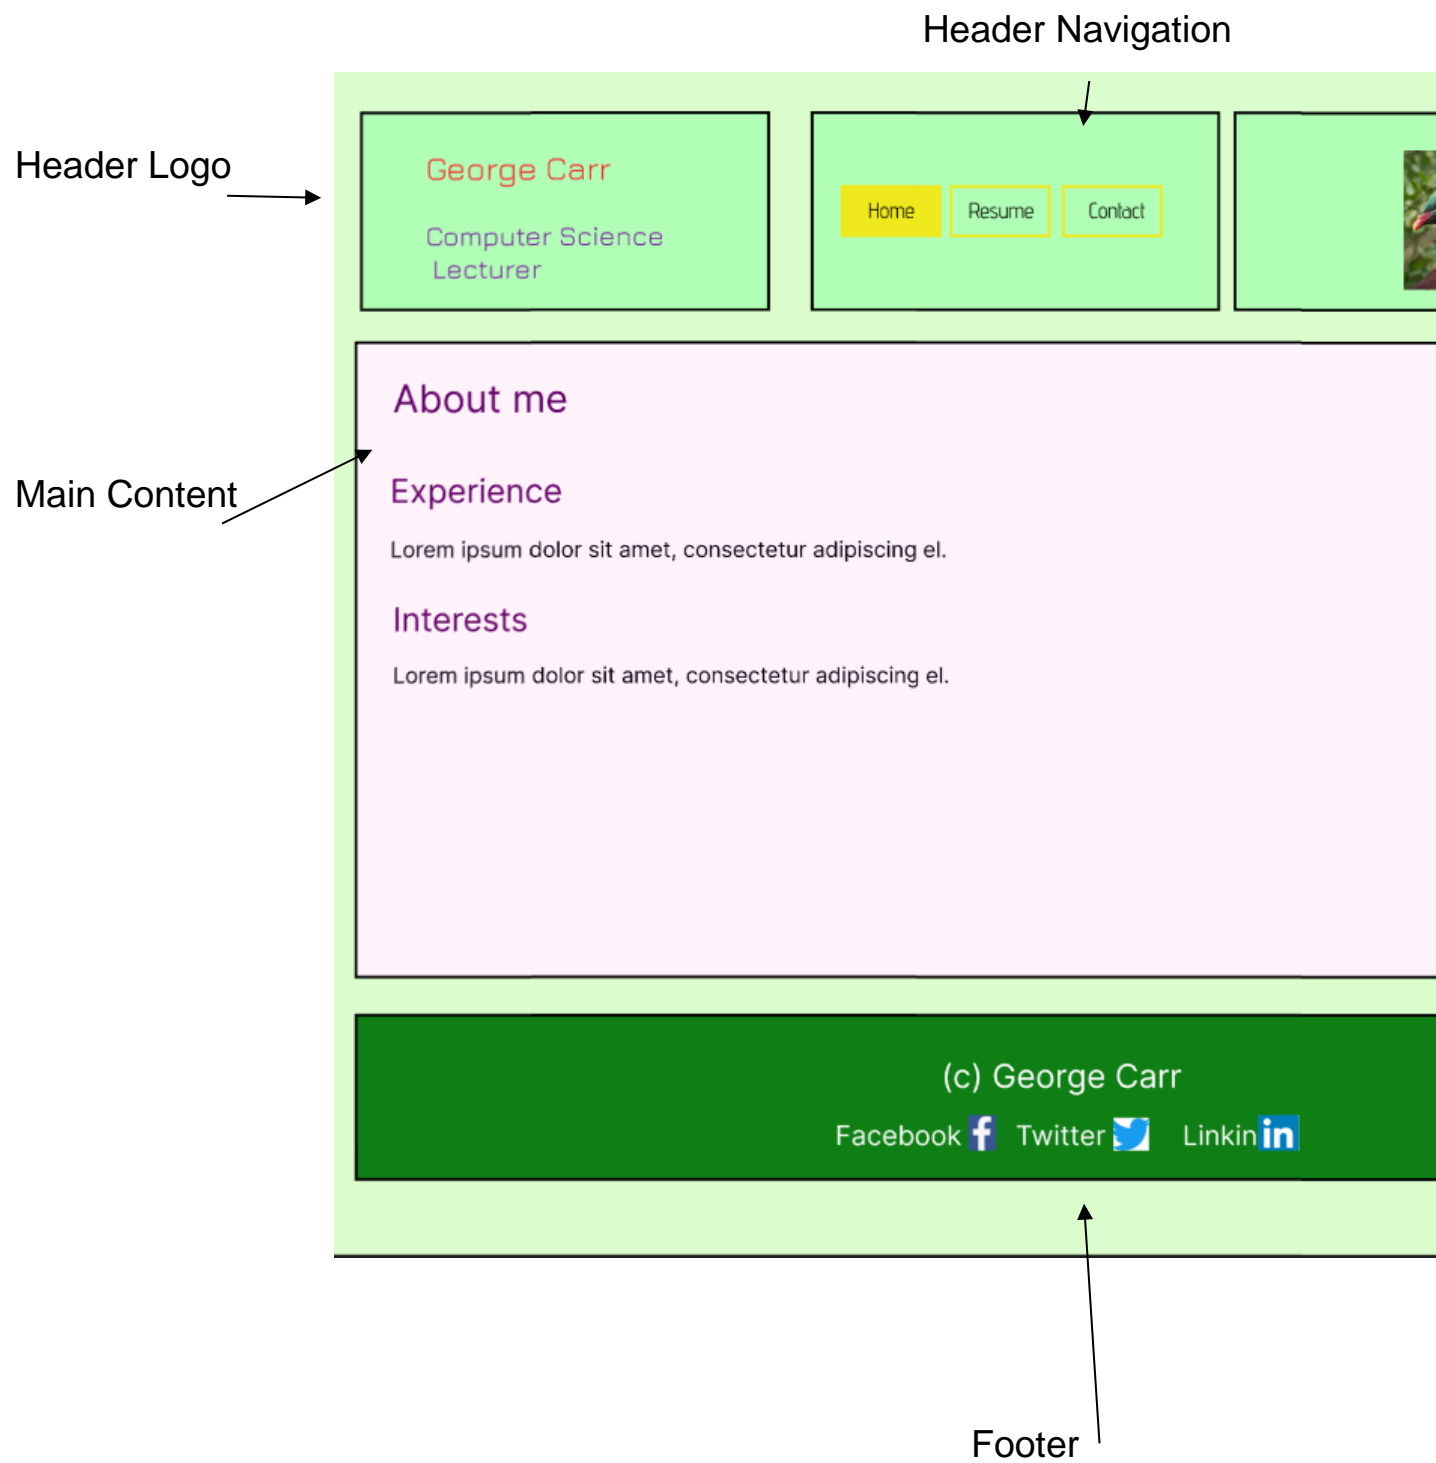 Header Navigation
Header Logo
George Carr
Computer Science
Lecturer
Home Resume Contact
About me
Experience
Main Content
Lorem ipsum dolor sit amet, consectetur adipiscing el.
Interests
Lorem ipsum dolor sit amet, consectetur adipiscing el.
(c) George Carr
Facebook f Twitter Linkin in
Footer